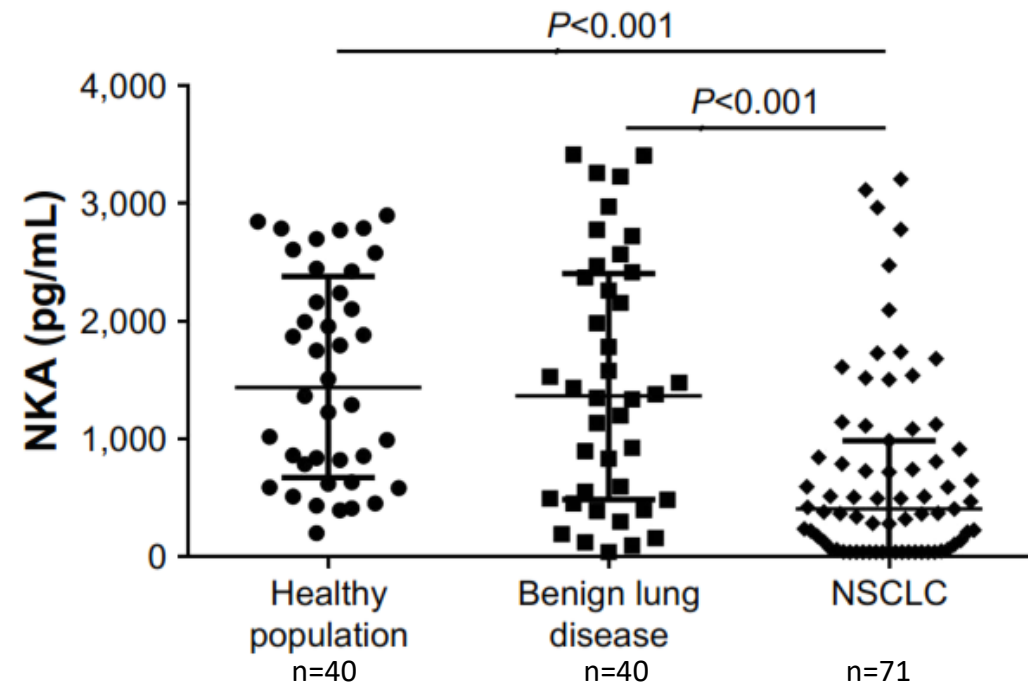 P<0.001
P<0.001
NKA (pg/mL)
4,000
3,000
2,000
1,000
0
Healthy
population
n=40
Benign lung
disease
n=40
NSCLC
n=71